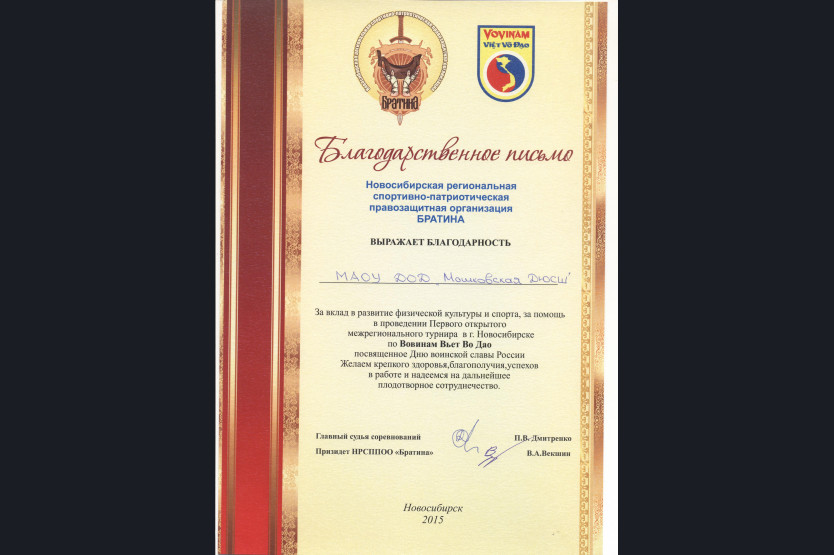 БРАТИНА
VOVINAM
VIỆT VÕ ĐẠO
Благодарственное письмо
Новосибирская региональная
спортивно-патриотическая
правозащитная организация
БРАТИНА
ВЫРАЖАЕТ БЛАГОДАРНОСТЬ
МАОУ ДОД "Мошковская ДЮСШ"
За вклад в развитие физической культуры и спорта, за помощь
в проведении Первого открытого
межрегионального турнира в г. Новосибирске
по Вовинам Вьет Во Дао
посвященное Дню воинской славы России
Желаем крепкого здоровья,благополучия,успехов
в работе и надеемся на дальнейшее
плодотворное сотруднечество.
Главный судья соревнований П.В. Дмитренко
Призидет НРСППОО «Братина» В.А.Векшин
Новосибирск
2015